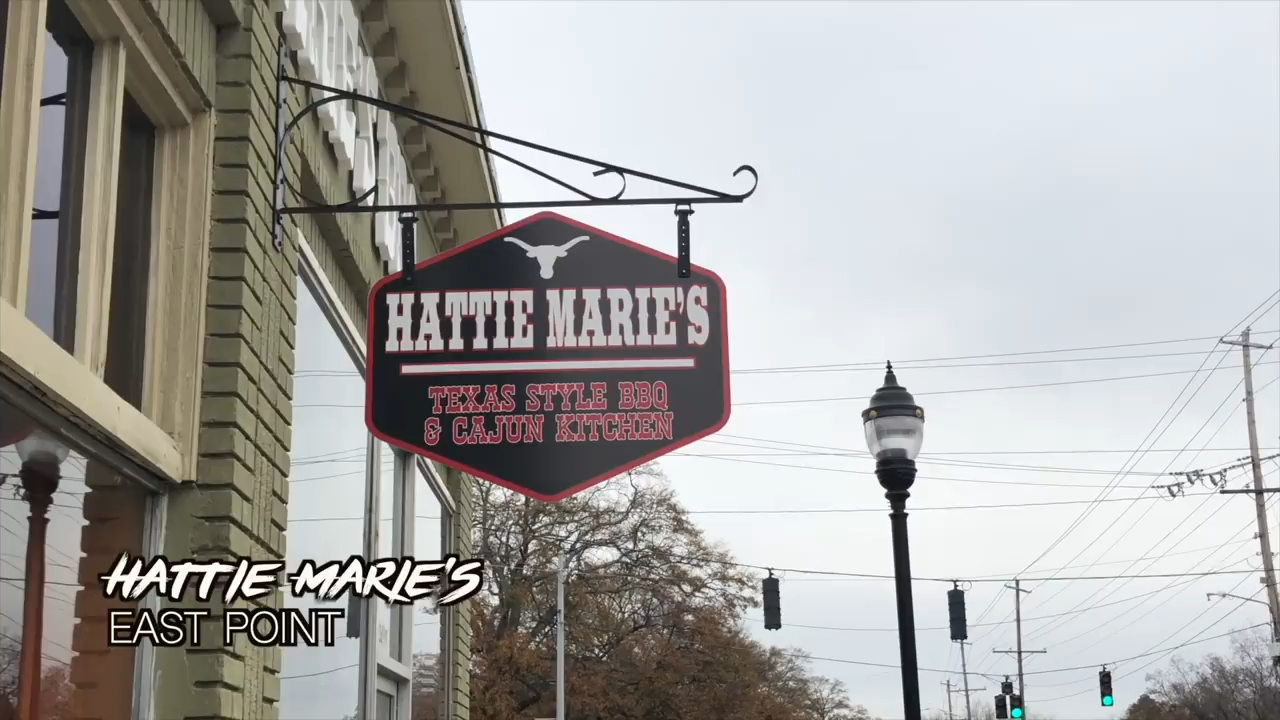 HATTIE MARIE'S
TEXAS STYLE BBQ
& CAJUN KITCHEN
HATTIE MARIE'S
EAST POINT